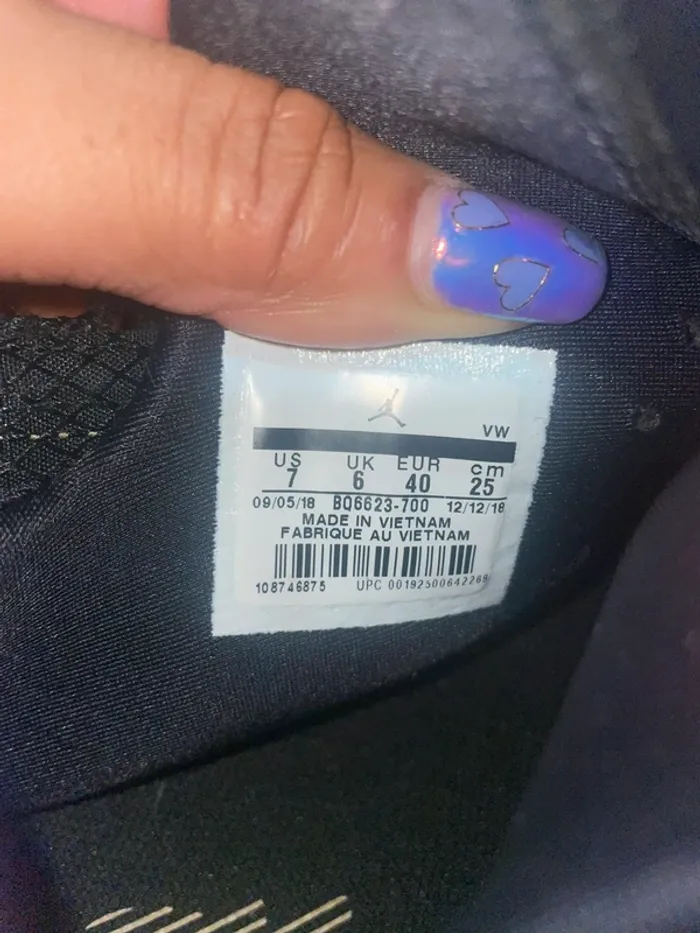 VW
US UK EUR cm
7 6 40 25
09/05/18 BQ6623-700 12/12/18
MADE IN VIETNAM
FABRIQUE AU VIETNAM
108746875 UPC 00192500642269